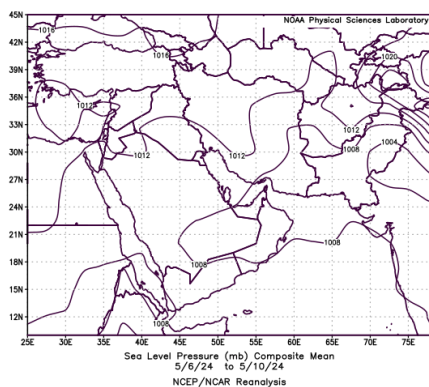 NOAA Physical Sciences Laboratory
45N
42N
39N
36N
33N
30N
27N
24N
21N
18N
15N
12N
1016
1016
1020
1012
1012
1012
1012
1008
1004
1008
1008
1008
25E 30E 35E 40E 45E 50E 55E 60E 65E 70E 75E
Sea Level Pressure (mb) Composite Mean
5/6/24 to 5/10/24
NCEP/NCAR Reanalysis